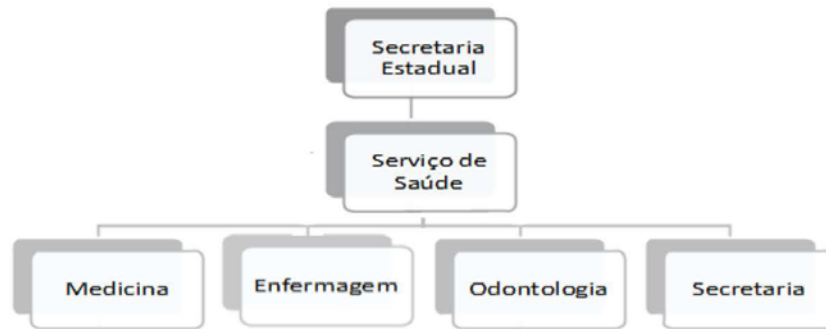 Secretaria
Estadual
Serviço de
Saúde
Medicina
Enfermagem
Odontologia
Secretaria